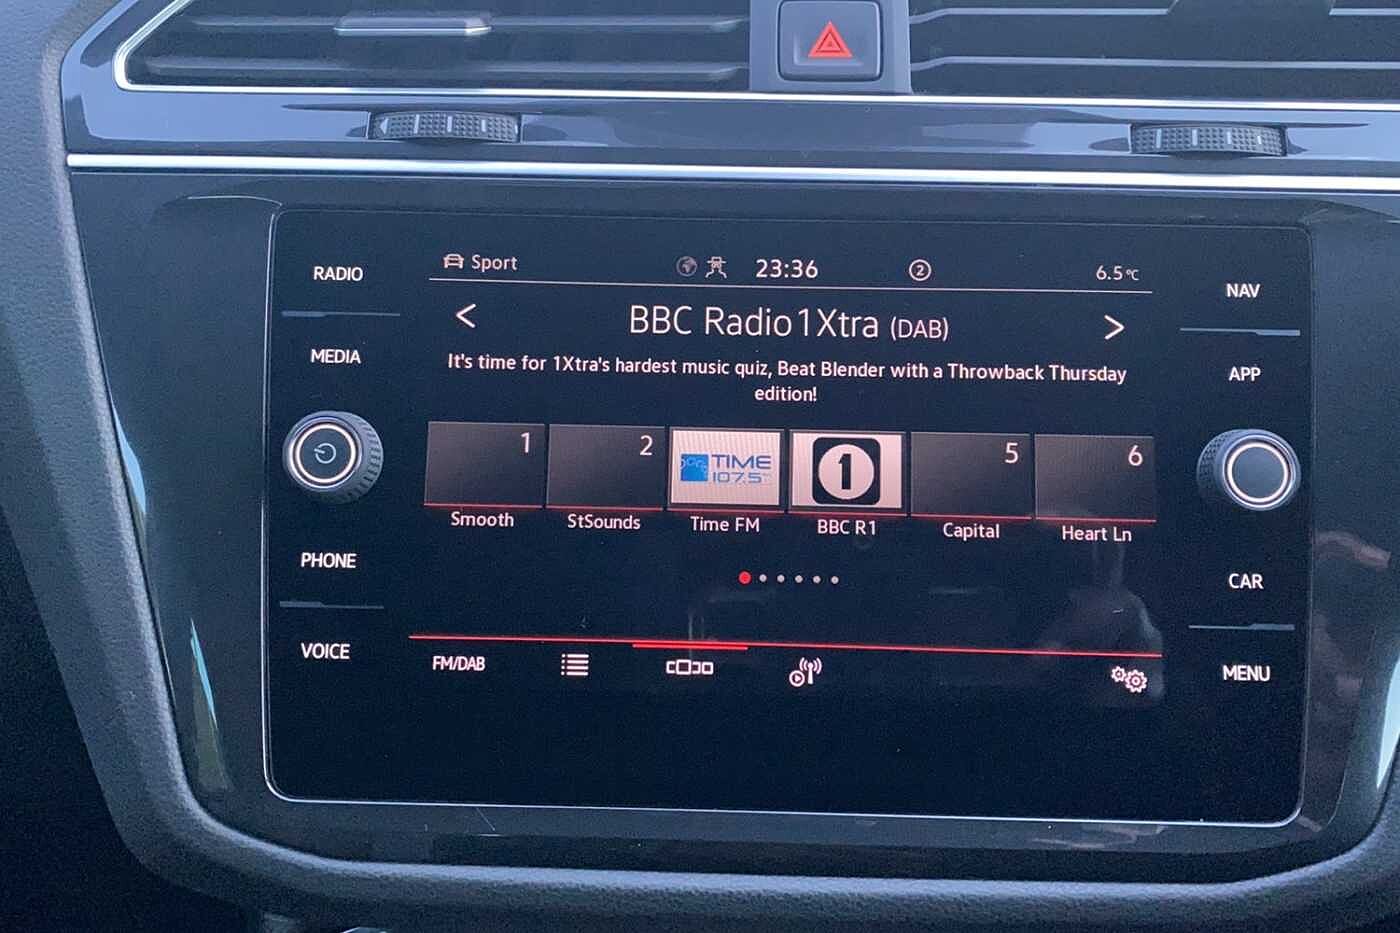 RADIO
MEDIA
PHONE
VOICE
Sport
23:36
2
6.5°C
BBC Radio1Xtra (DAB)
It's time for 1Xtra's hardest music quiz, Beat Blender with a Throwback Thursday
edition!
1
2
TIME
107.5
1
5
6
Smooth
StSounds
Time FM
BBC R1
Capital
Heart Ln
FM/DAB
NAV
APP
CAR
MENU